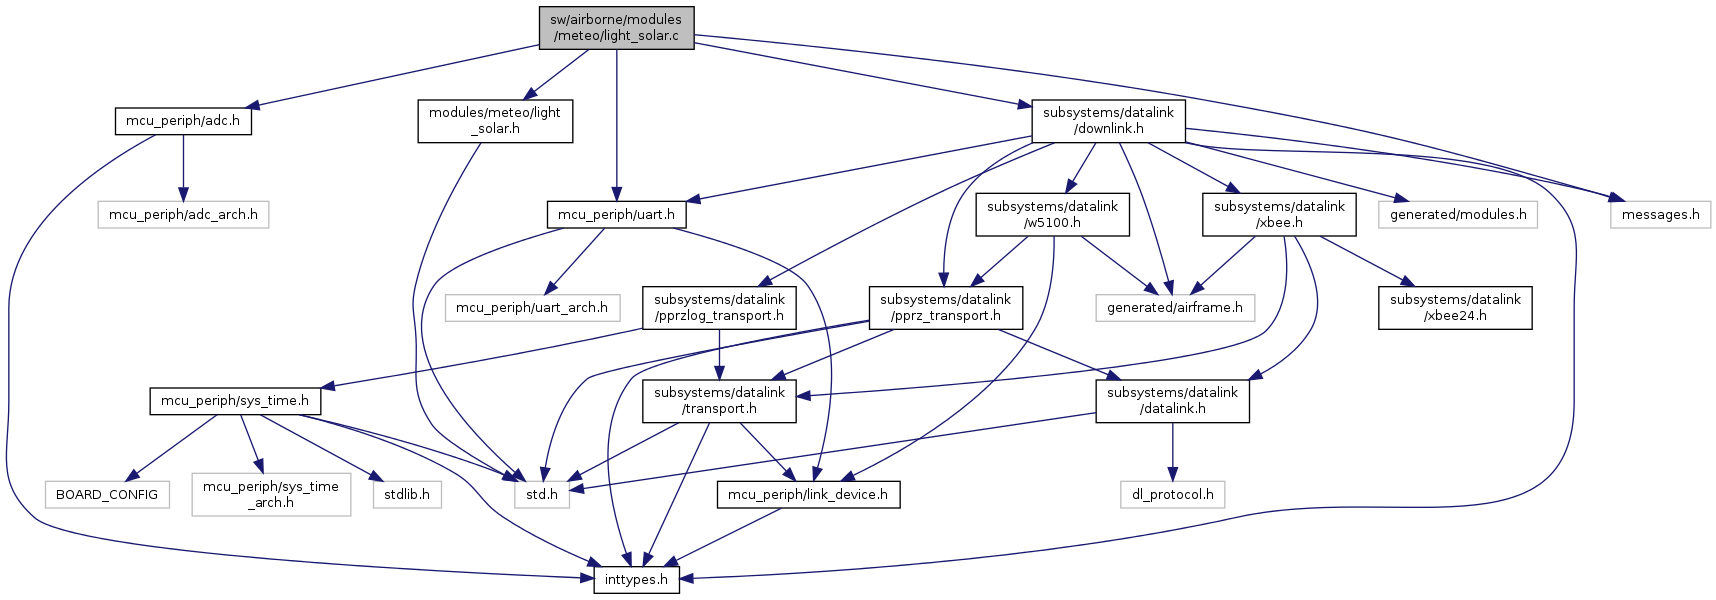 sw/airborne/modules
/meteo/light_solar.c
mcu_periph/adc.h
modules/meteo/light
_solar.h
subsystems/datalink
/downlink.h
mcu_periph/adc_arch.h
mcu_periph/uart.h
subsystems/datalink
/w5100.h
subsystems/datalink
/xbee.h
generated/modules.h
messages.h
mcu_periph/uart_arch.h
subsystems/datalink
/pprzlog_transport.h
subsystems/datalink
/pprz_transport.h
generated/airframe.h
subsystems/datalink
/xbee24.h
mcu_periph/sys_time.h
subsystems/datalink
/transport.h
subsystems/datalink
/datalink.h
BOARD_CONFIG
mcu_periph/sys_time
_arch.h
stdlib.h
std.h
mcu_periph/link_device.h
dl_protocol.h
inttypes.h